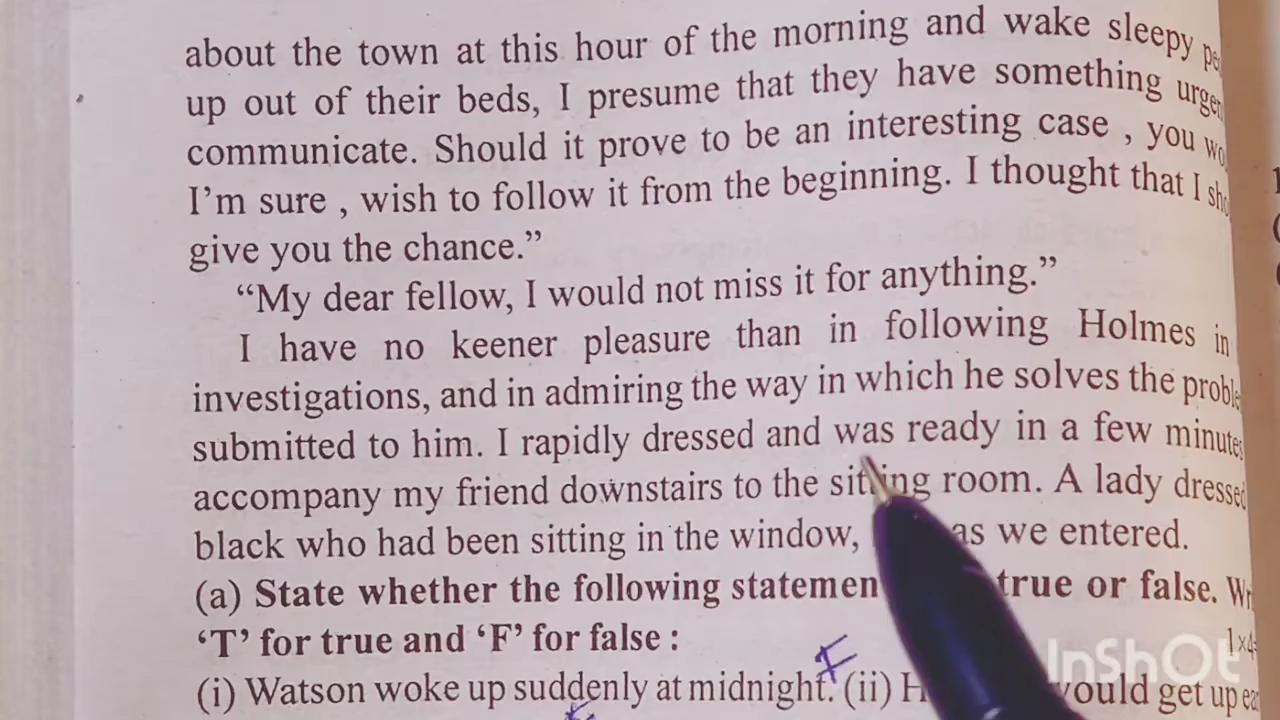 about the town at this hour of the morning and wake sleepy
up out of their beds, I presume that they have something
communicate. Should it prove to be an interesting case , you
I'm sure , wish to follow it from the beginning. I thought that I
give you the chance.”
“My dear fellow, I would not miss it for anything.”
I have no keener pleasure than in following Holmes in
investigations, and in admiring the way in which he solves the
submitted to him. I rapidly dressed and was ready in a few minutes
accompany my friend downstairs to the sitting room. A lady dressed
black who had been sitting in the window, as we entered.
(a) State whether the following true or false.
‘T’ for true and ‘F’ for false :
1×4
F
(i) Watson woke up suddenly at midnight. (ii) would get up
InShOt